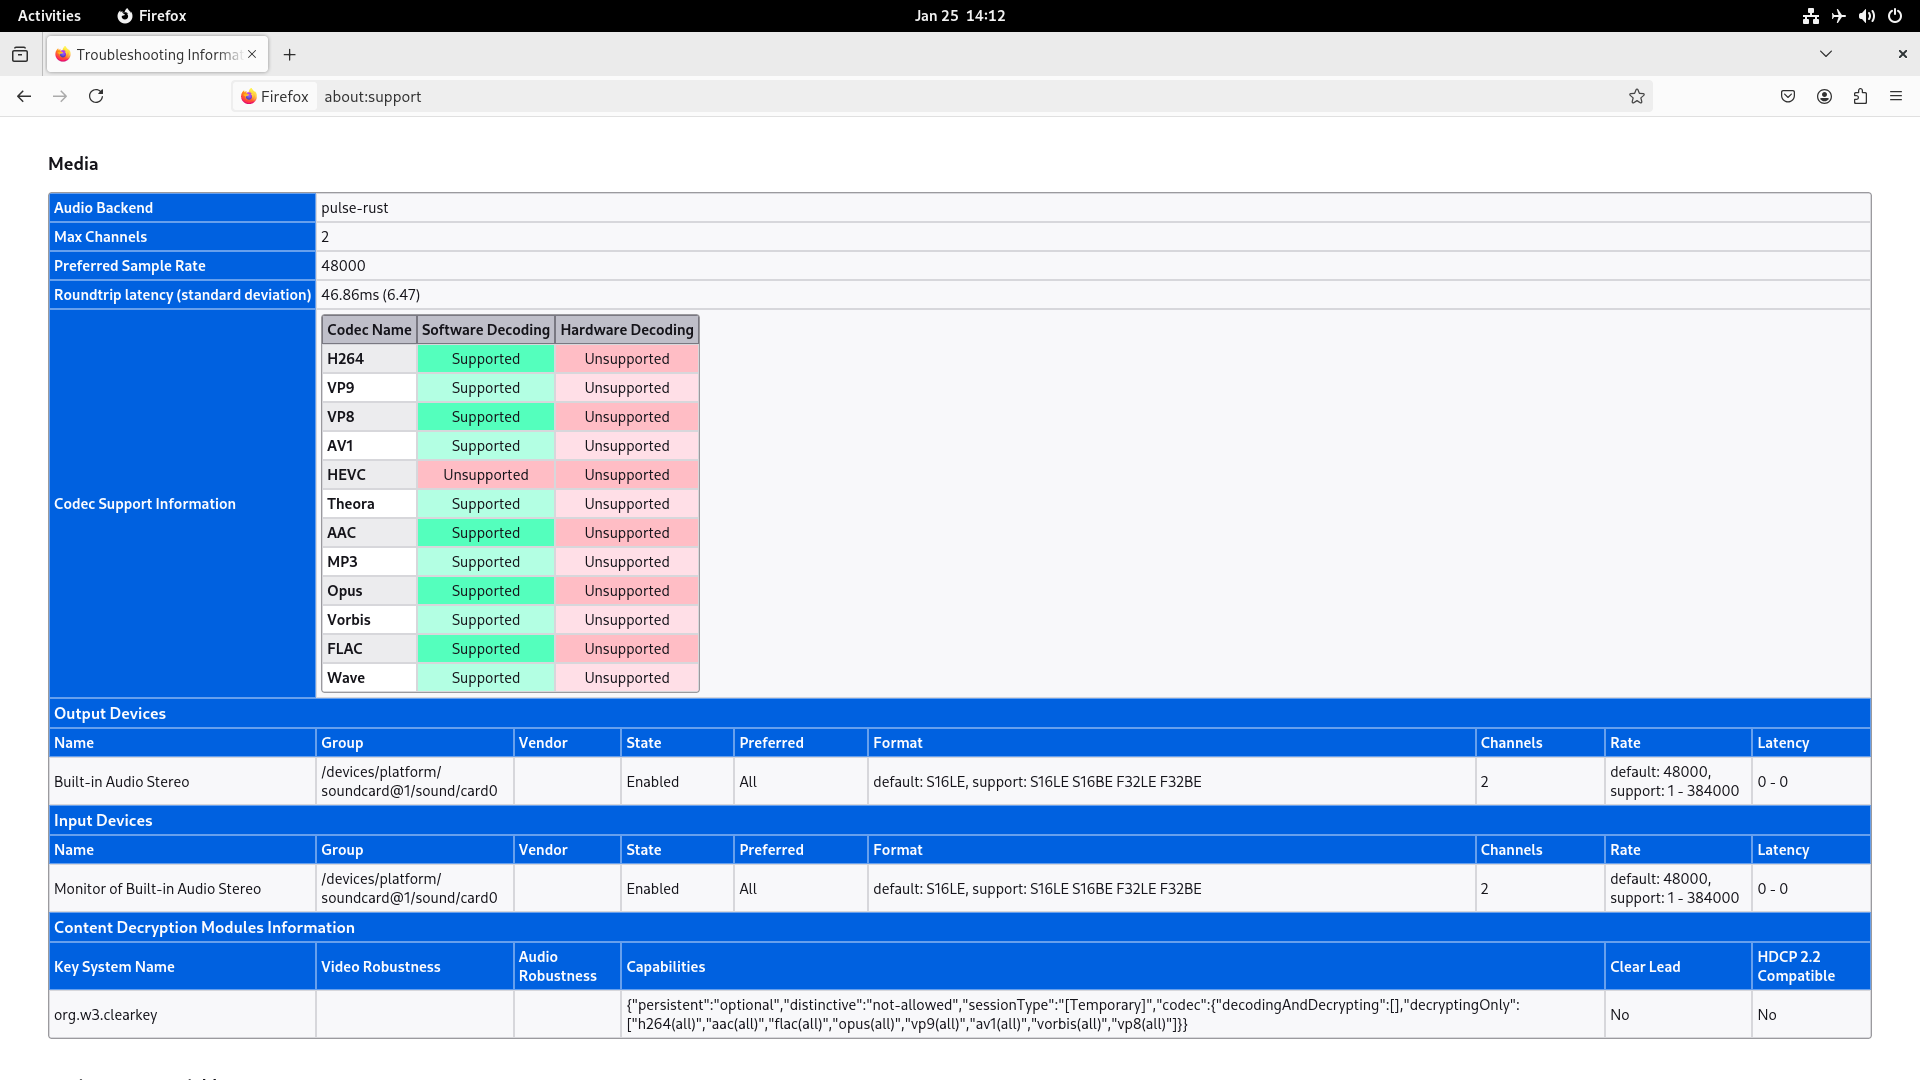 Activities Firefox Jan 25 14:12
Troubleshooting Informa
Firefox about:support
Media
Audio Backend pulse-rust
Max Channels 2
Preferred Sample Rate 48000
Roundtrip latency (standard deviation) 46.86ms (6.47)
Codec Support Information
Codec Name Software Decoding Hardware Decoding
H264 Supported Unsupported
VP9 Supported Unsupported
VP8 Supported Unsupported
AV1 Supported Unsupported
HEVC Unsupported Unsupported
Theora Supported Unsupported
AAC Supported Unsupported
MP3 Supported Unsupported
Opus Supported Unsupported
Vorbis Supported Unsupported
FLAC Supported Unsupported
Wave Supported Unsupported
Output Devices
Name Group Vendor State Preferred Format Channels Rate Latency
Built-in Audio Stereo /devices/platform/ soundcard@1/sound/card0 Enabled All default: S16LE, support: S16LE S16BE F32LE F32BE 2 default: 48000, support: 1 - 384000 0 - 0
Input Devices
Name Group Vendor State Preferred Format Channels Rate Latency
Monitor of Built-in Audio Stereo /devices/platform/ soundcard@1/sound/card0 Enabled All default: S16LE, support: S16LE S16BE F32LE F32BE 2 default: 48000, support: 1 - 384000 0 - 0
Content Decryption Modules Information
Key System Name Video Robustness Audio Robustness Capabilities Clear Lead HDCP 2.2 Compatible
org.w3.clearkey {"persistent":"optional","distinctive":"not-allowed","sessionType":"[Temporary]","codec":{"decodingAndDecrypting":[],"decryptingOnly": ["h264(all)","aac(all)","flac(all)","opus(all)","vp9(all)","av1(all)","vorbis(all)","vp8(all)"]}} No No